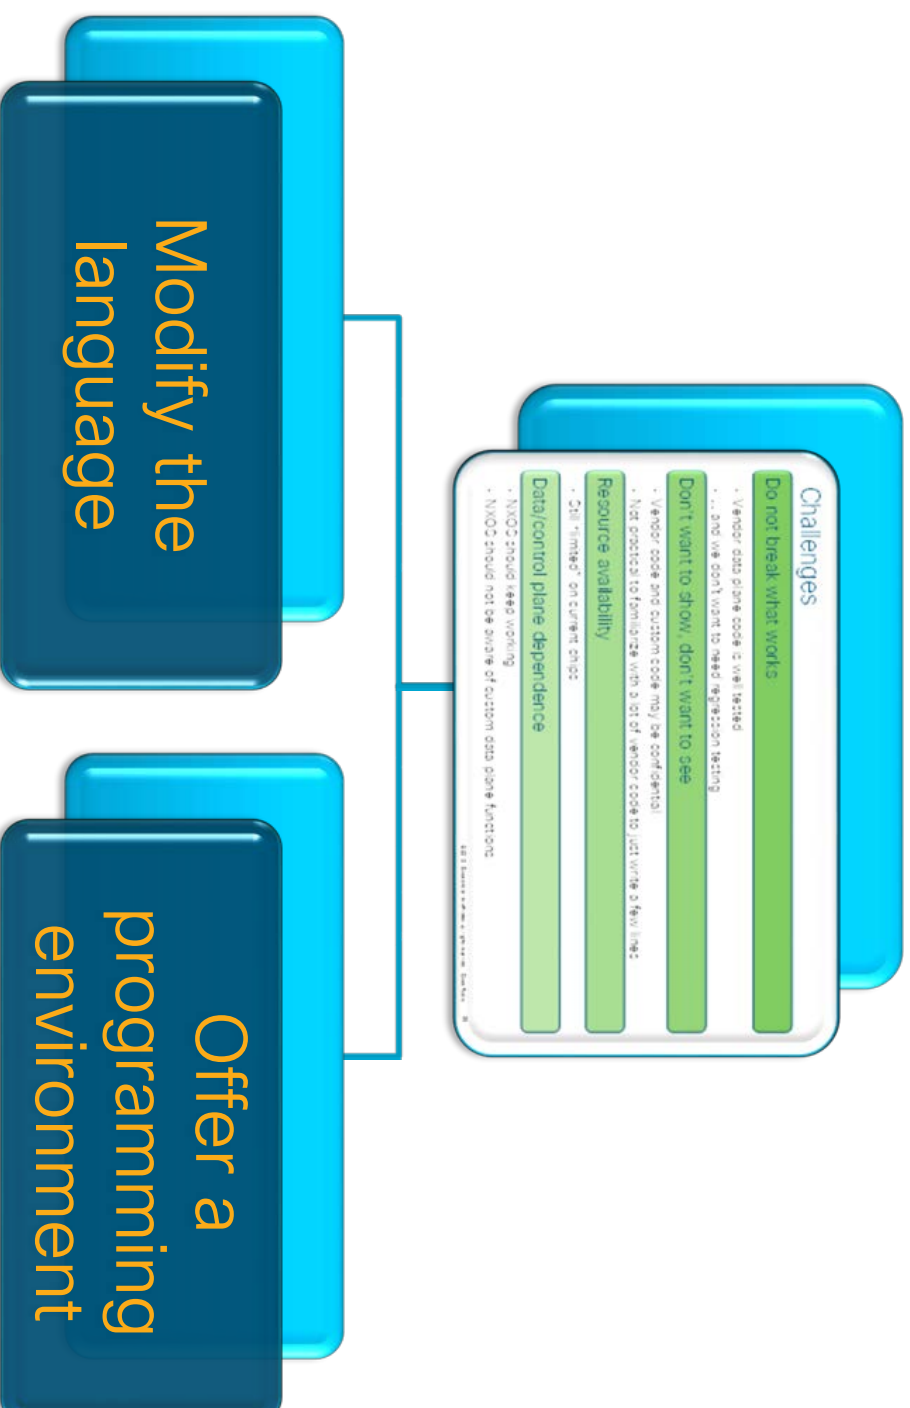 Challenges
Do not break what works
• Vendor data plane code is well tested
• ... and we don't want to need regression testing
Don't want to show, don't want to see
• Vendor code and custom code may be confidential
• Not practical to familiarize with a lot of vendor code to just write a few lines
Resource availability
• Still "limited" on current chips
Data/control plane dependence
• NXOS should keep working
• NXOS should not be aware of custom data plane functions
Modify the
language
Offer a
programming
environment